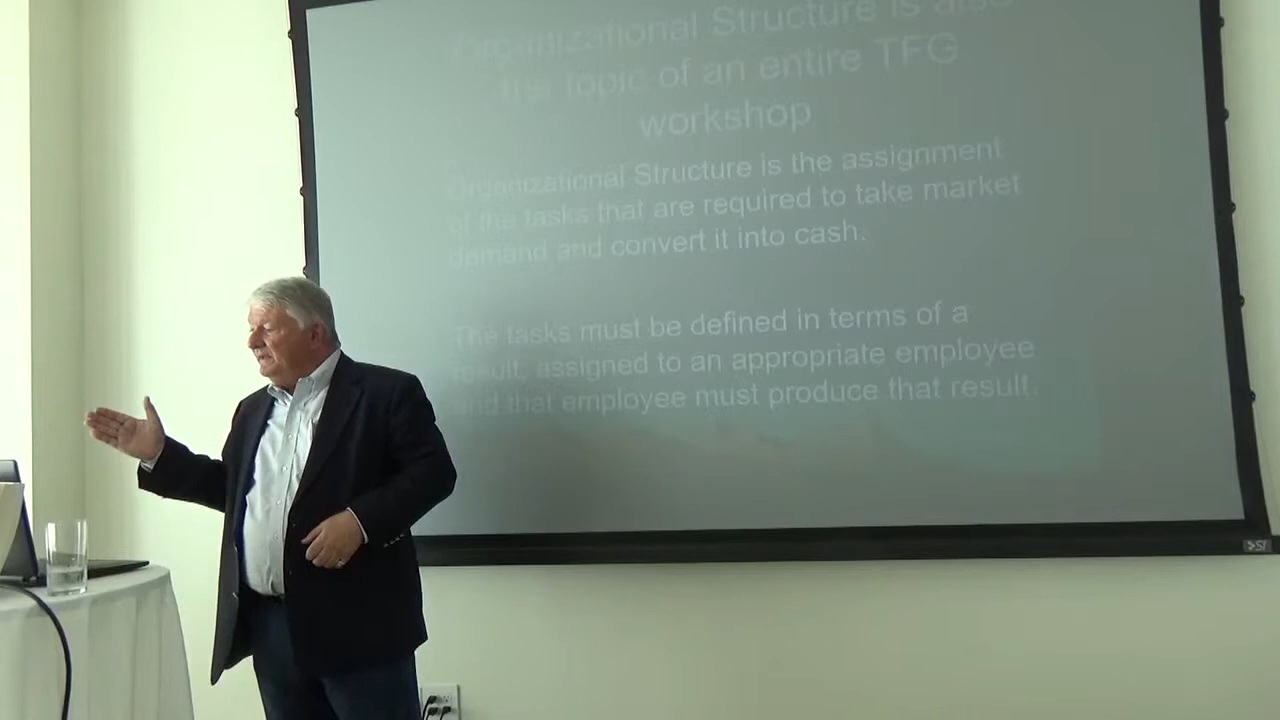 Organizational Structure is also
the topic of an entire TFG
workshop
Organizational Structure is the assignment
of the tasks that are required to take market
demand and convert it into cash.
The tasks must be defined in terms of a
result, assigned to an appropriate employee
and that employee must produce that result.